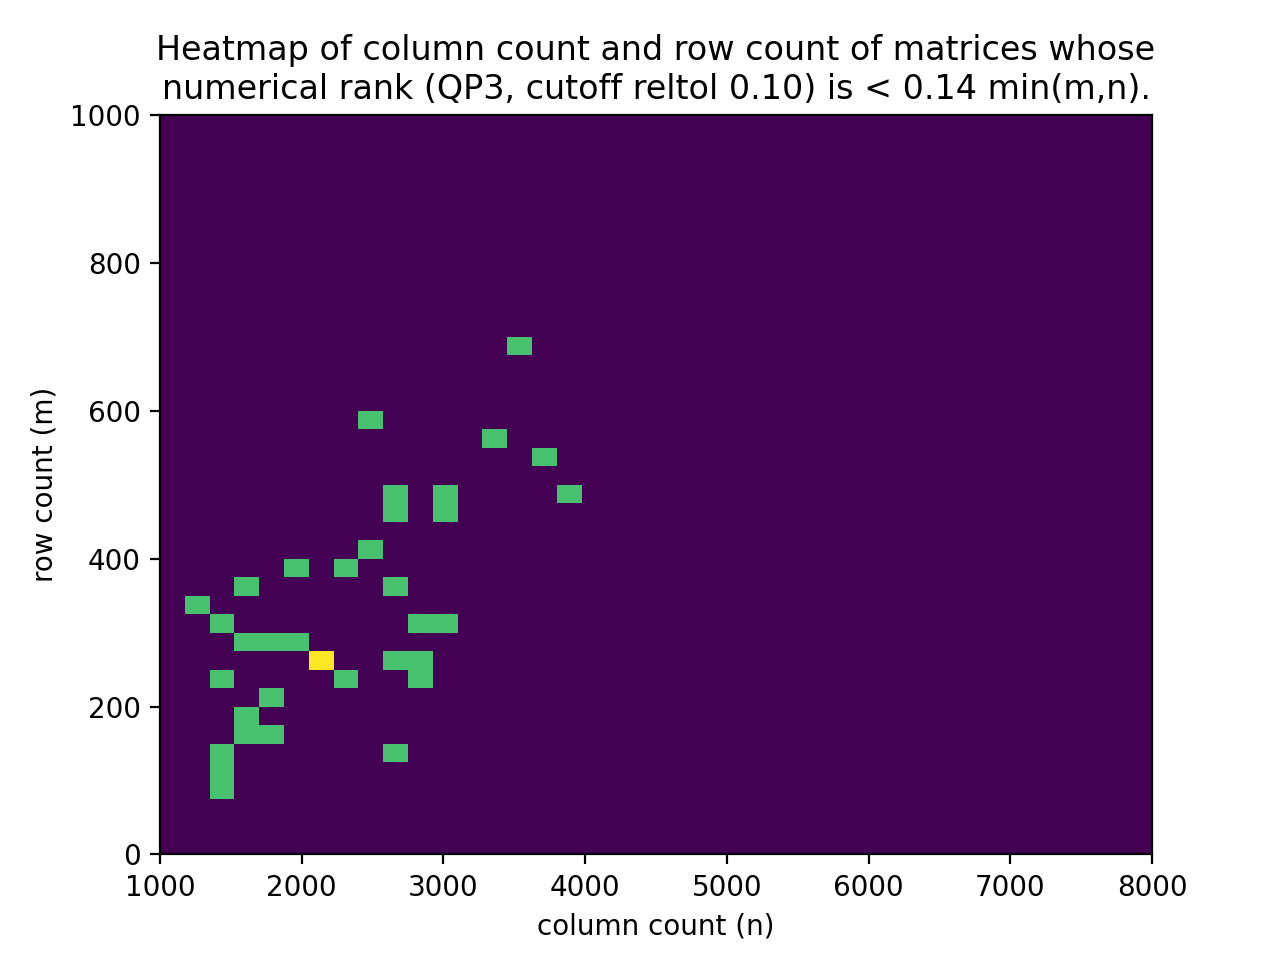 Heatmap of column count and row count of matrices whose
numerical rank (QP3, cutoff reltol 0.10) is < 0.14 min(m,n).
1000
800
600
400
200
0
row count (m)
1000 2000 3000 4000 5000 6000 7000 8000
column count (n)